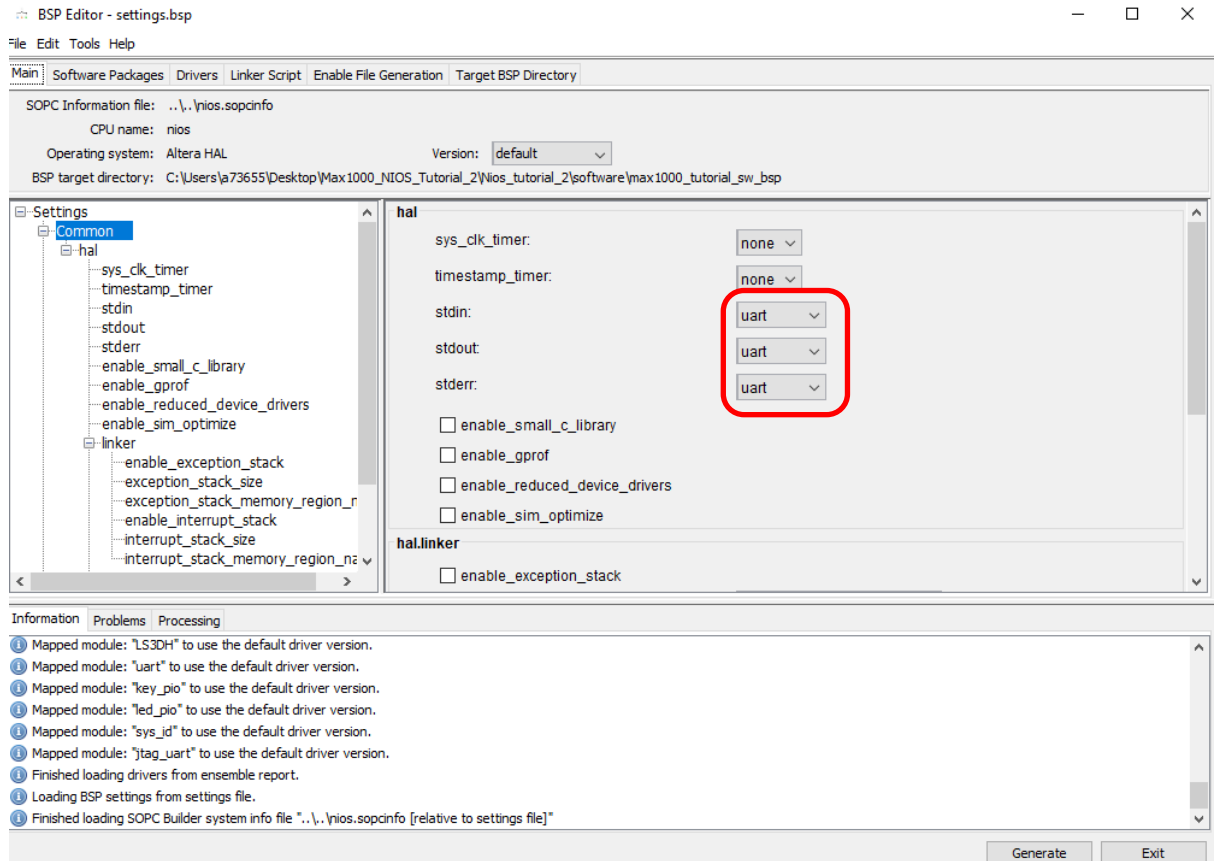 BSP Editor - settings.bsp
File Edit Tools Help
Main Software Packages Drivers Linker Script Enable File Generation Target BSP Directory
SOPC Information file: ..\..\nios.sopcinfo
CPU name: nios
Operating system: Altera HAL Version: default
BSP target directory: C:\Users\a73655\Desktop\Max1000_NIOS_Tutorial_2\Nios_tutorial_2\software\max1000_tutorial_sw_bsp
Settings
Common
hal
sys_clk_timer
timestamp_timer
stdin
stdout
stderr
enable_small_c_library
enable_gprof
enable_reduced_device_drivers
enable_sim_optimize
linker
enable_exception_stack
exception_stack_size
exception_stack_memory_region_n
enable_interrupt_stack
interrupt_stack_size
interrupt_stack_memory_region_na
hal
sys_clk_timer: none
timestamp_timer: none
stdin: uart
stdout: uart
stderr: uart
enable_small_c_library
enable_gprof
enable_reduced_device_drivers
enable_sim_optimize
hal.linker
enable_exception_stack
Information Problems Processing
Mapped module: "LS3DH" to use the default driver version.
Mapped module: "uart" to use the default driver version.
Mapped module: "key_pio" to use the default driver version.
Mapped module: "led_pio" to use the default driver version.
Mapped module: "sys_id" to use the default driver version.
Mapped module: "jtag_uart" to use the default driver version.
Finished loading drivers from ensemble report.
Loading BSP settings from settings file.
Finished loading SOPC Builder system info file "..\..\nios.sopcinfo [relative to settings file]"
Generate Exit